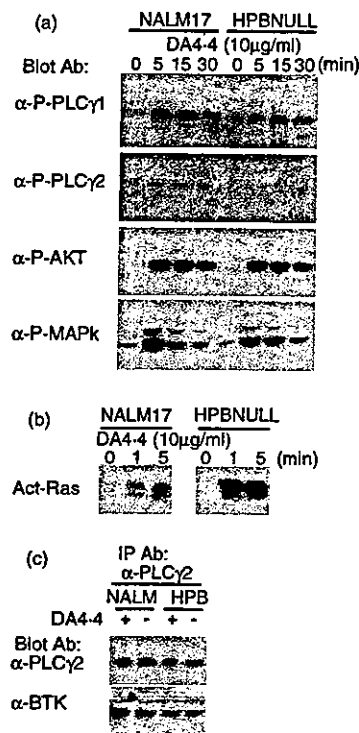 (a)
NALM17 HPBNULL
DA4·4 (10μg/ml)
Blot Ab: 0 5 15 30 0 5 15 30 (min)
α-P-PLCγ1
α-P-PLCγ2
α-P-AKT
α-P-MAPk
(b)
NALM17 HPBNULL
DA4·4 (10μg/ml)
0 1 5 0 1 5 (min)
Act-Ras
(c)
IP Ab:
α-PLCγ2
NALM HPB
DA4·4 + - + -
Blot Ab:
α-PLCγ2
α-BTK